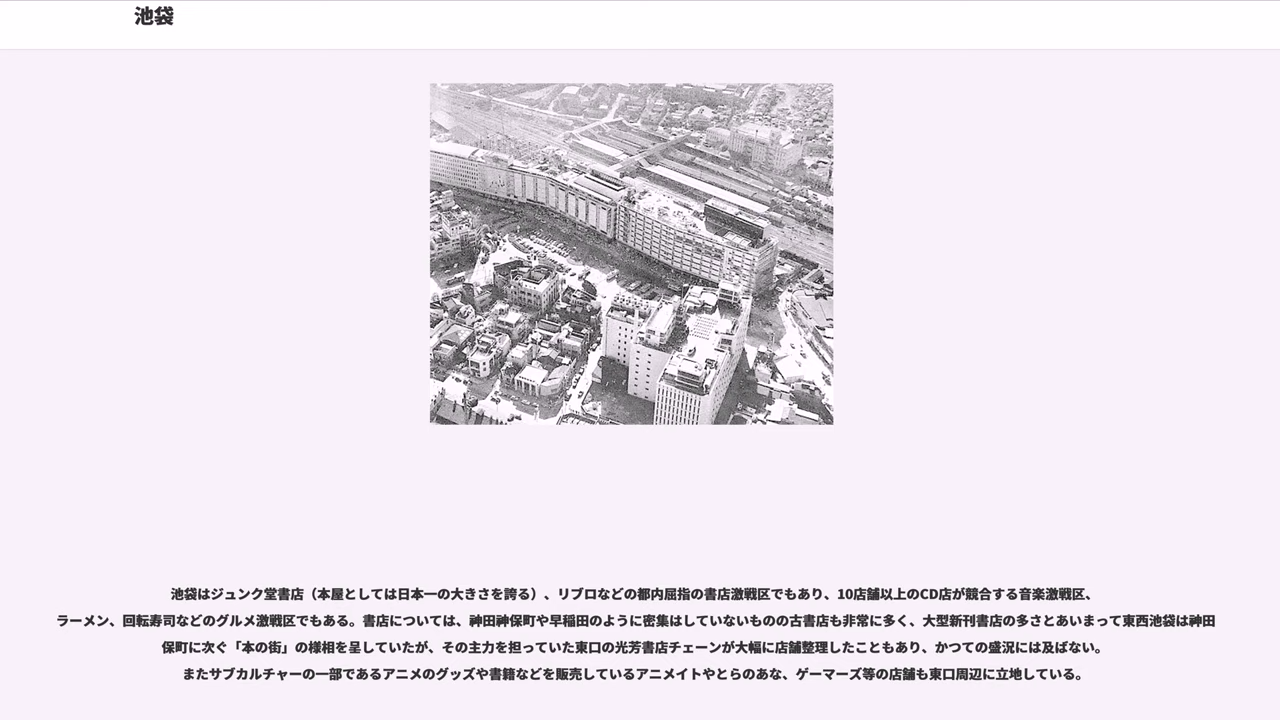 池袋
池袋はジュンク堂書店（本屋としては日本一の大きさを誇る）、リブロなどの都内屈指の書店激戦区でもあり、10店舗以上のCD店が競合する音楽激戦区、
ラーメン、回転寿司などのグルメ激戦区でもある。書店については、神田神保町や早稲田のように密集はしていないものの古書店も非常に多く、大型新刊書店の多さとあいまって東西池袋は神田
保町に次ぐ「本の街」の様相を呈していたが、その主力を担っていた東口の光芳書店チェーンが大幅に店舗整理したこともあり、かつての盛況には及ばない。
またサブカルチャーの一部であるアニメのグッズや書籍などを販売しているアニメイトやとらのあな、ゲーマーズ等の店舗も東口周辺に立地している。